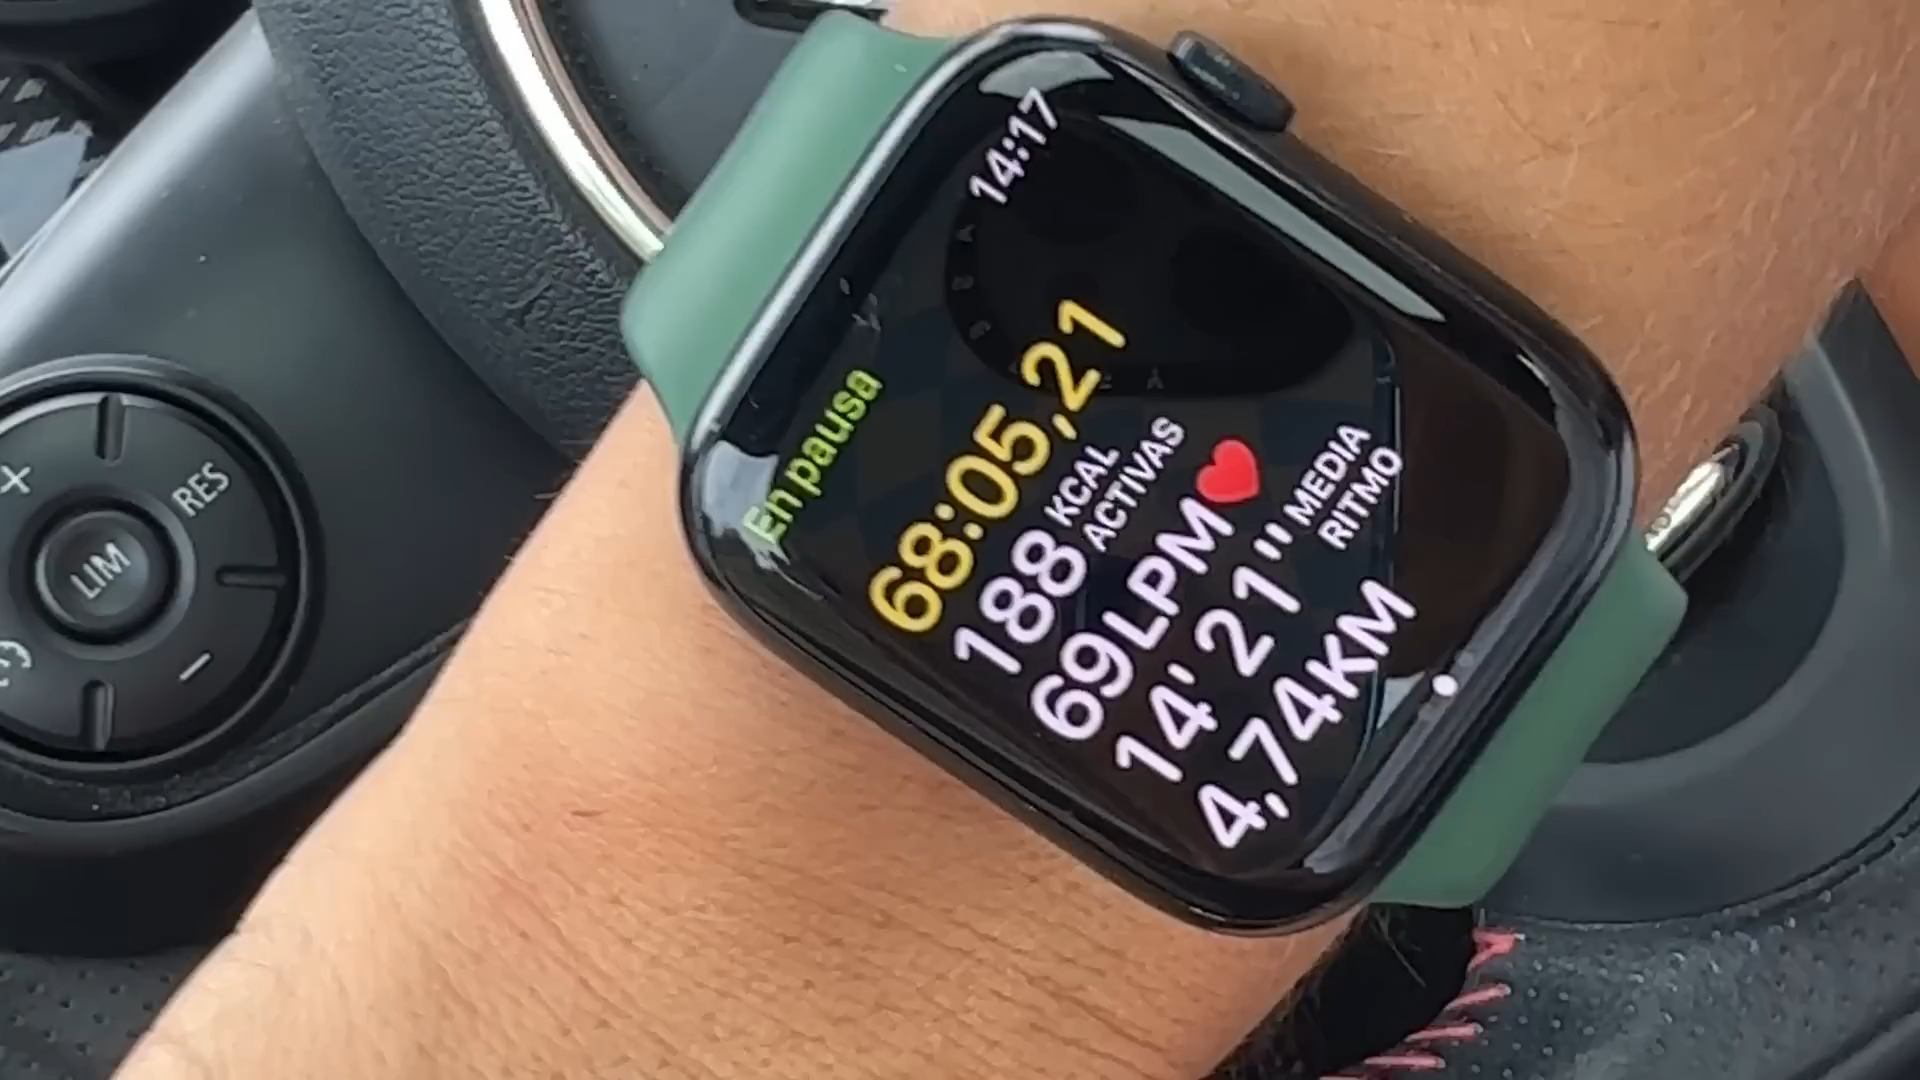 14:17
En pausa
68:05,21
188 KCAL ACTIVAS
69LPM
14'21" MEDIA RITMO
4,74KM
+
RES
LIM
-